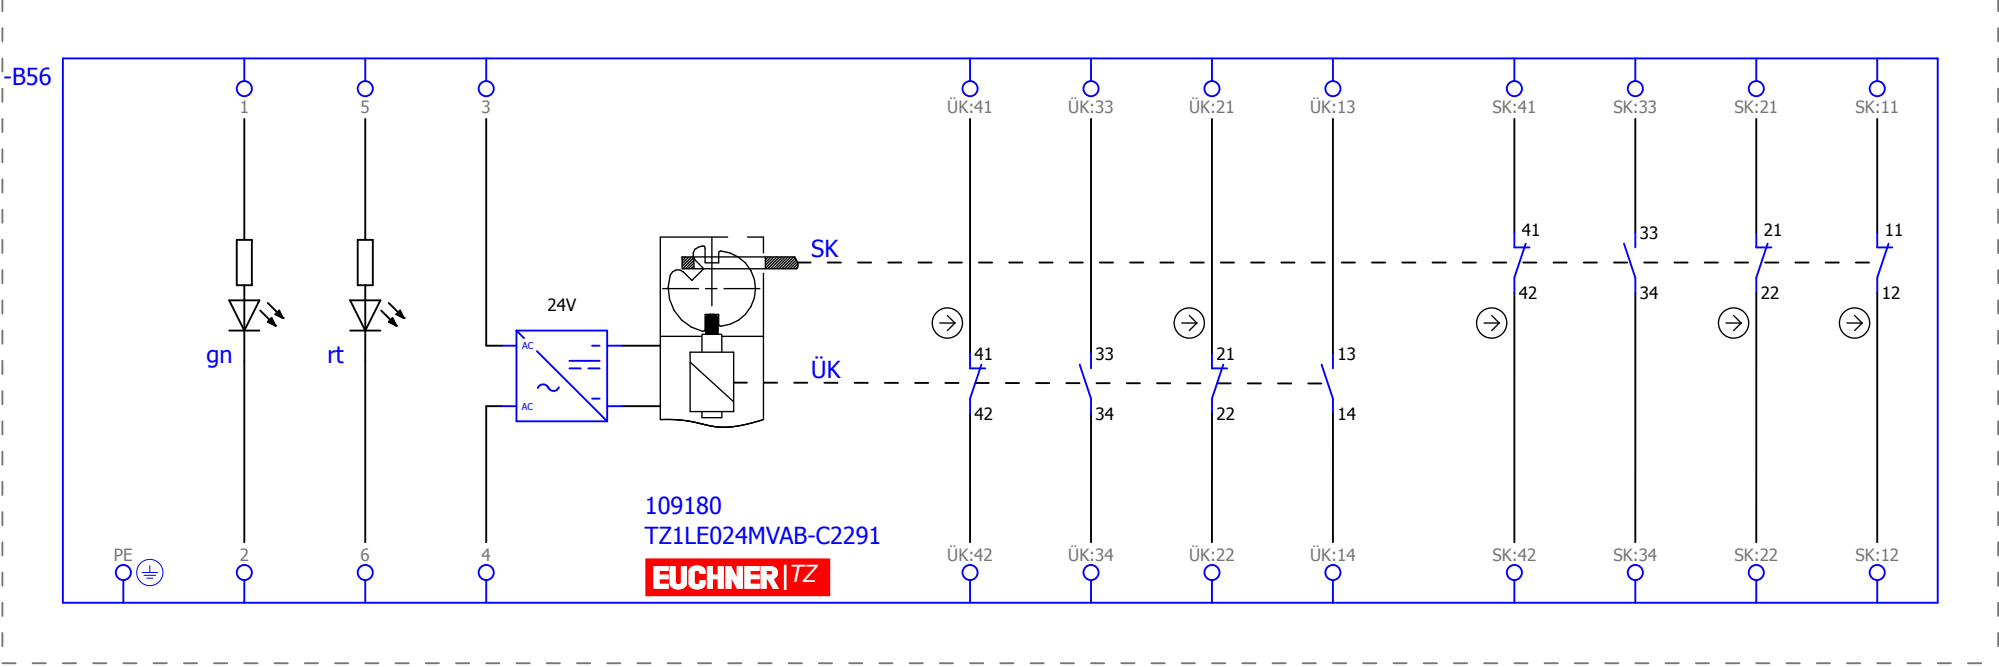 -B56
1 5 3 ÜK:41 ÜK:33 ÜK:21 ÜK:13 SK:41 SK:33 SK:21 SK:11
41 33 21 11
SK
42 34 22 12
24V
gn rt AC 41 33 21 13
ÜK
AC 42 34 22 14
109180
TZ1LE024MVAB-C2291
PE 2 6 4 ÜK:42 ÜK:34 ÜK:22 ÜK:14 SK:42 SK:34 SK:22 SK:12
EUCHNER|TZ